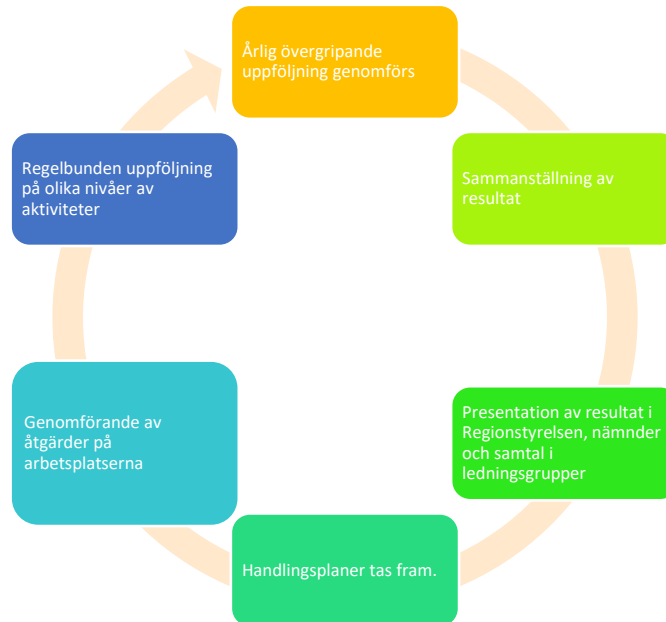 Årlig övergripande
uppföljning genomförs
Sammanställning av
resultat
Presentation av resultat i
Regionstyrelsen, nämnder
och samtal i
ledningsgrupper
Handlingsplaner tas fram.
Genomförande av
åtgärder på
arbetsplatserna
Regelbunden uppföljning
på olika nivåer av
aktiviteter